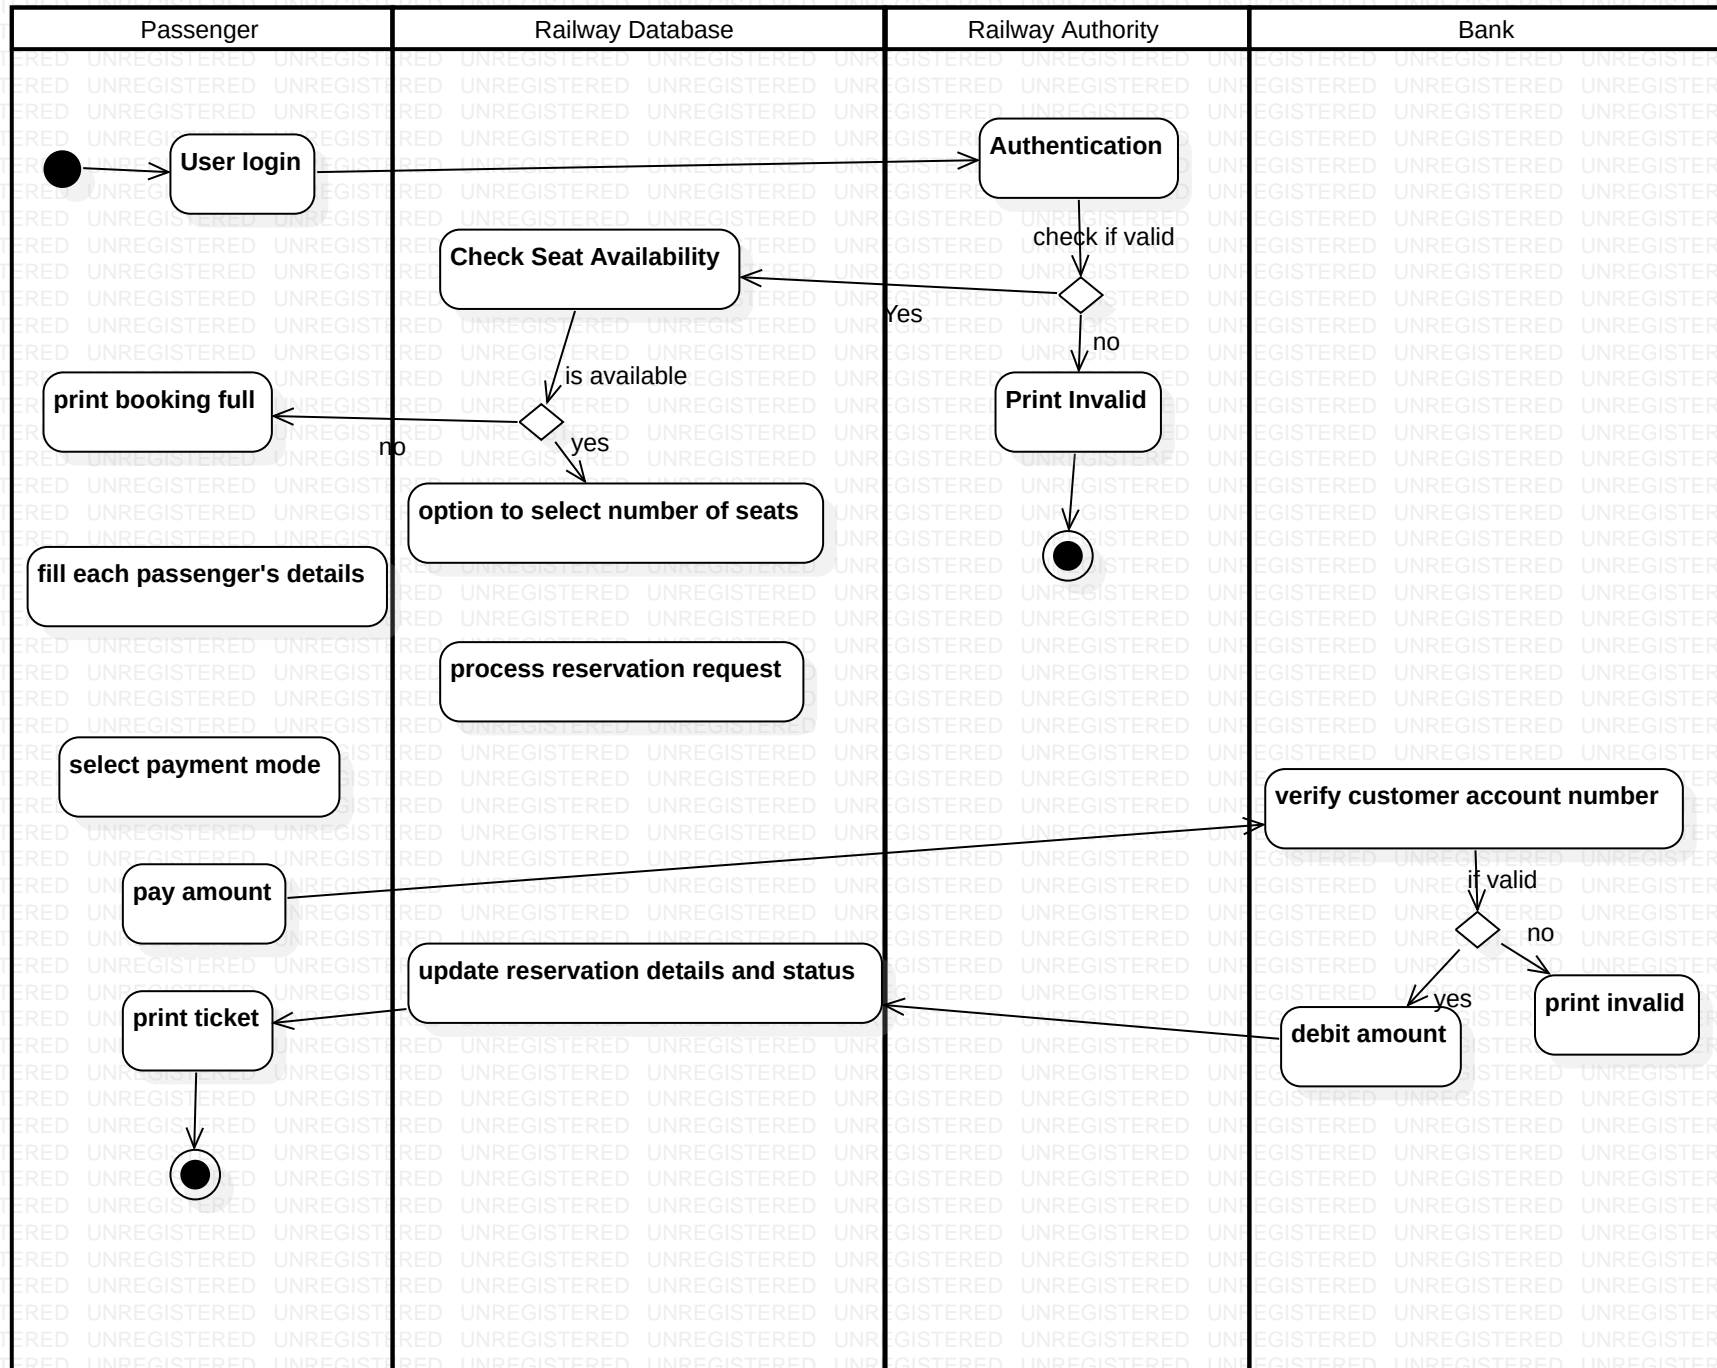 Passenger
Railway Database
Railway Authority
Bank
User login
Authentication
check if valid
Check Seat Availability
Yes
no
is available
print booking full
Print Invalid
no
yes
option to select number of seats
fill each passenger's details
process reservation request
select payment mode
verify customer account number
pay amount
if valid
no
update reservation details and status
yes
print ticket
print invalid
debit amount
UNREGISTERED